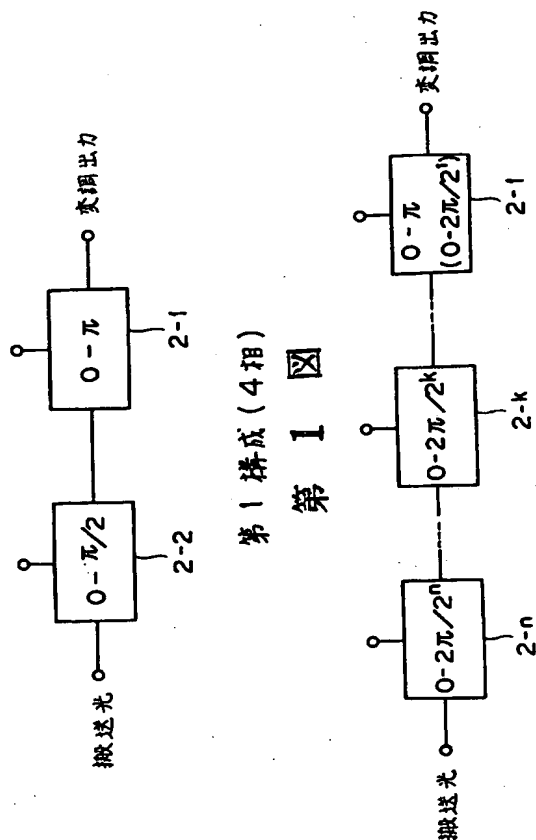 搬送光
0-π/2
2-2
0-π
2-1
変調出力
第1構成(4相)
第1図
搬送光
0-2π/2ⁿ
2-n
0-2π/2ᵏ
2-k
0-π
(0-2π/2¹)
2-1
変調出力